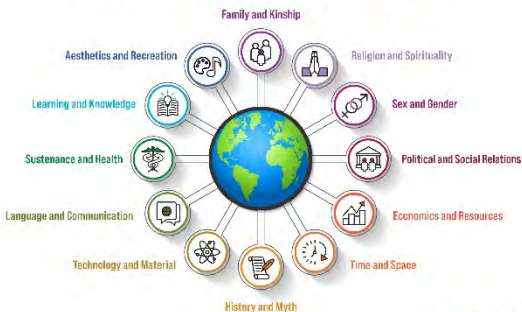 Family and Kinship
Aesthetics and Recreation
Religion and Spirituality
Learning and Knowledge
Sex and Gender
Sustenance and Health
Political and Social Relations
Language and Communication
Economics and Resources
Technology and Material
Time and Space
History and Myth